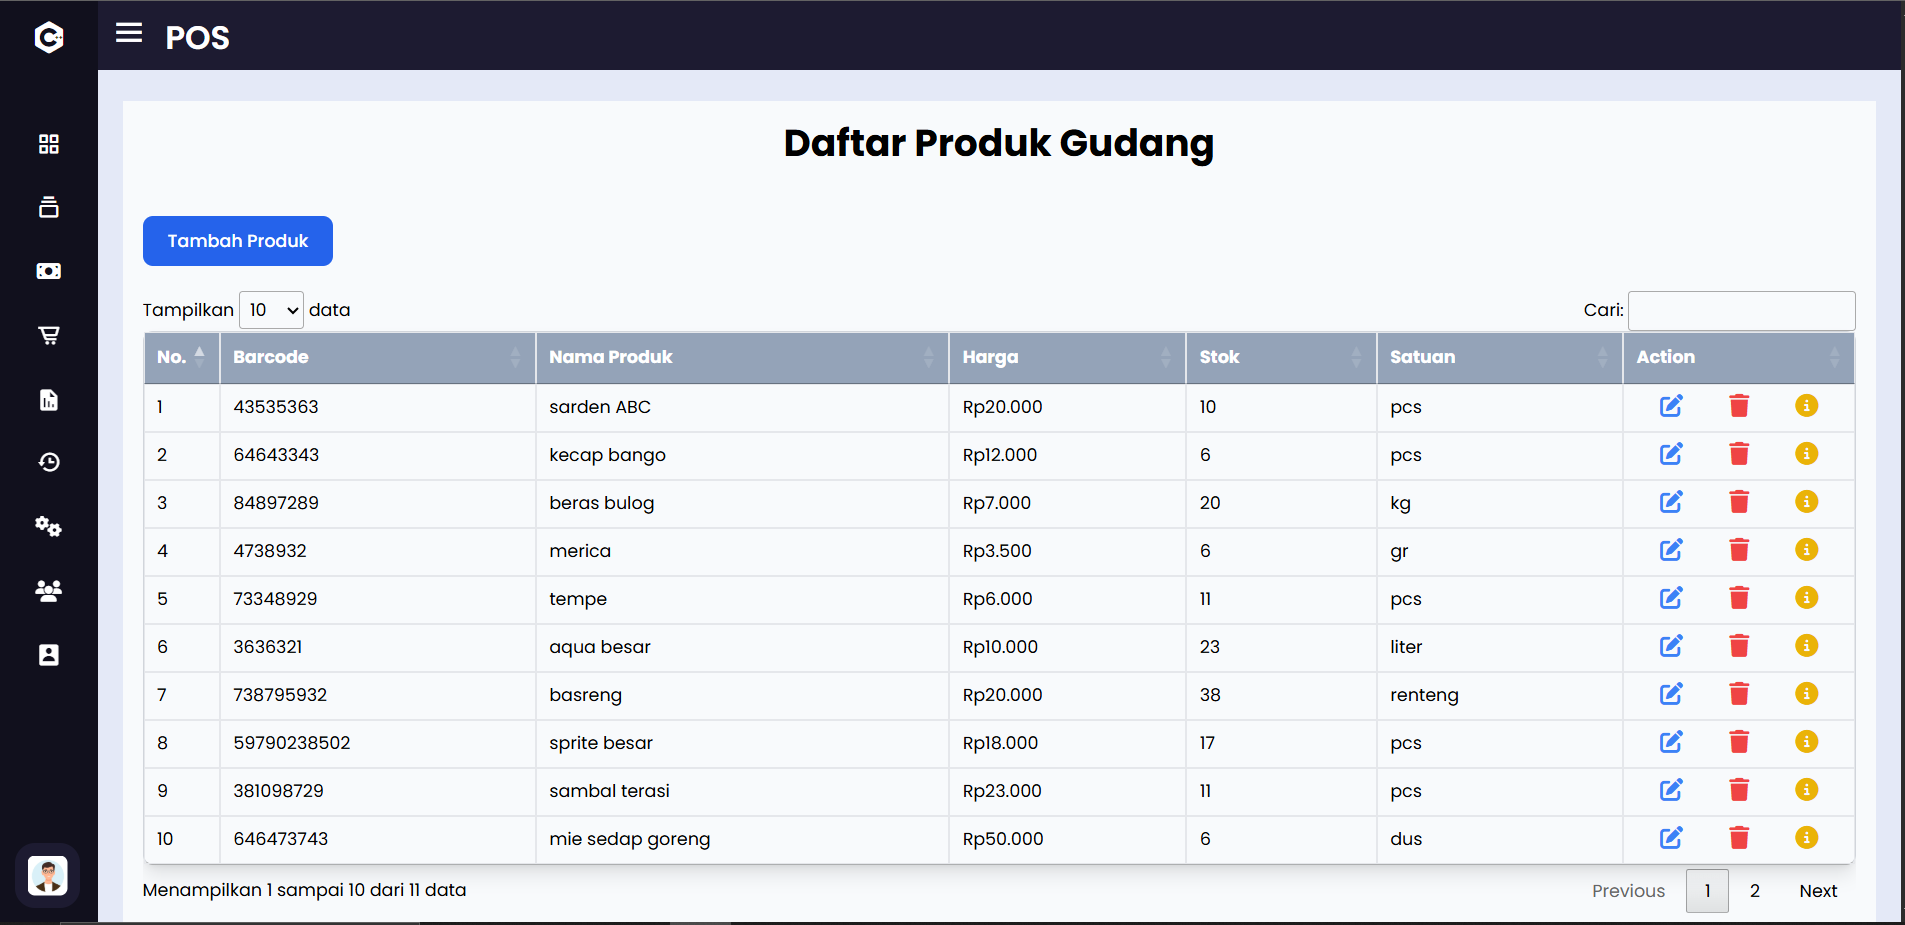 POS
Daftar Produk Gudang
Tambah Produk
Tampilkan 10 data Cari:
No. Barcode Nama Produk Harga Stok Satuan Action
1 43535363 sarden ABC Rp20.000 10 pcs
2 64643343 kecap bango Rp12.000 6 pcs
3 84897289 beras bulog Rp7.000 20 kg
4 4738932 merica Rp3.500 6 gr
5 73348929 tempe Rp6.000 11 pcs
6 3636321 aqua besar Rp10.000 23 liter
7 738795932 basreng Rp20.000 38 renteng
8 59790238502 sprite besar Rp18.000 17 pcs
9 381098729 sambal terasi Rp23.000 11 pcs
10 646473743 mie sedap goreng Rp50.000 6 dus
Menampilkan 1 sampai 10 dari 11 data Previous 1 2 Next